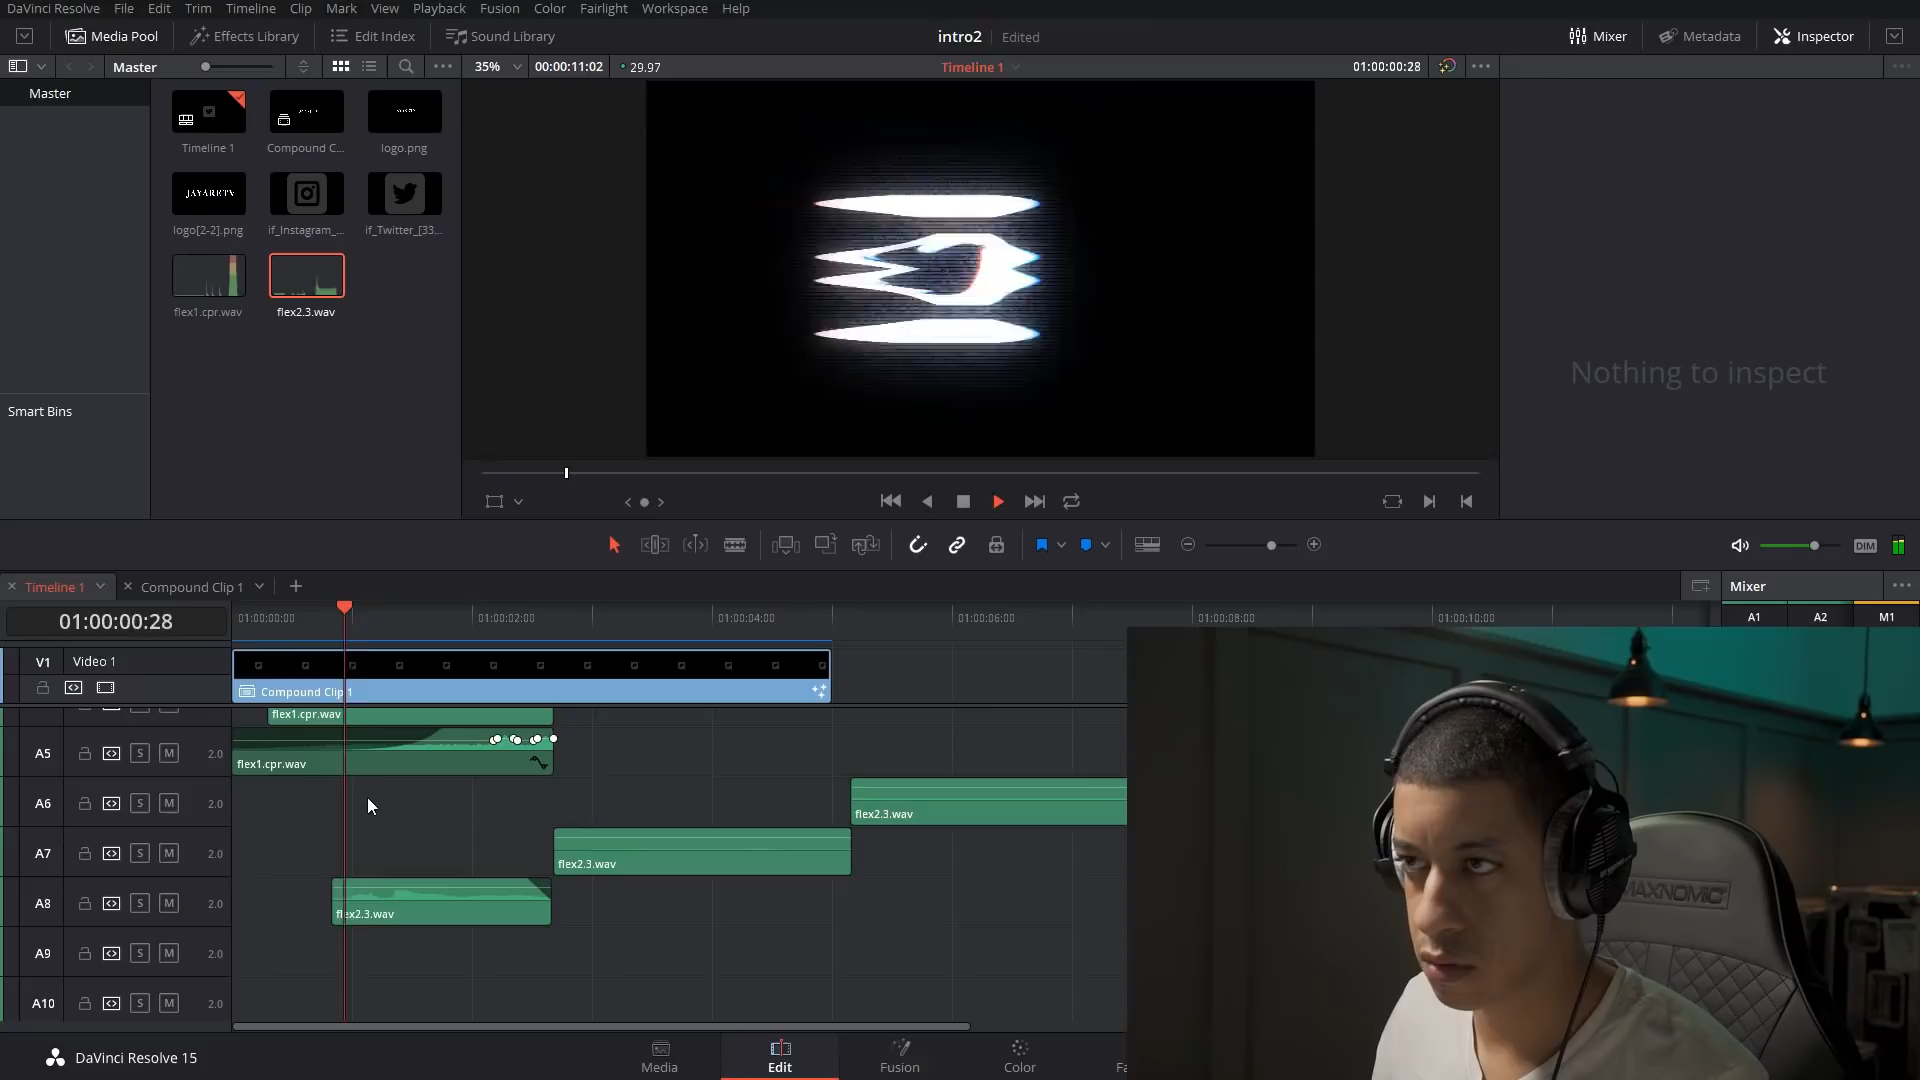 DaVinci Resolve File Edit Trim Timeline Clip Mark View Playback Fusion Color Fairlight Workspace Help
Media Pool Effects Library Edit Index Sound Library intro2 Edited Mixer Metadata Inspector
Master 35% 00:00:11:02 29.97 Timeline 1 01:00:00:28
Master
Timeline 1 Compound C... logo.png
JAYARETV
logo[2-2].png if_Instagram_... if_Twitter_[33...
flex1.cpr.wav flex2.3.wav
Nothing to inspect
Smart Bins
DIM
Timeline 1 Compound Clip 1 Mixer
01:00:00:28 01:00:00:00 01:00:02:00 01:00:04:00 01:00:06:00 01:00:08:00 01:00:10:00 A1 A2 M1
V1 Video 1
Compound Clip 1
flex1.cpr.wav
A5 S M 2.0
flex1.cpr.wav
A6 S M 2.0 flex2.3.wav
A7 S M 2.0 flex2.3.wav
A8 S M 2.0 flex2.3.wav
A9 S M 2.0
A10 S M 2.0
MAXNOMIC
DaVinci Resolve 15 Media Edit Fusion Color